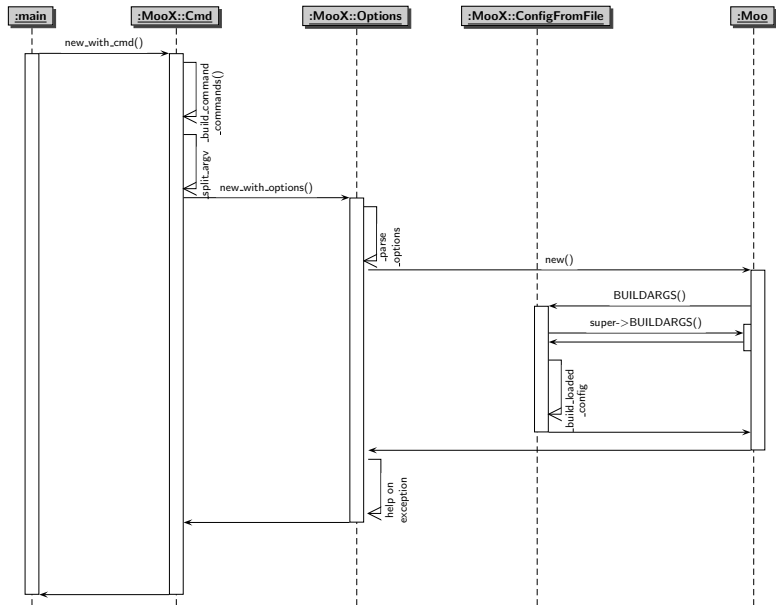 :main
:MooX::Cmd
:MooX::Options
:MooX::ConfigFromFile
:Moo
new_with_cmd()
_build_command
_commands()
_split_argv
new_with_options()
_parse
_options
new()
BUILDARGS()
super->BUILDARGS()
_build_loaded
_config
help on
exception